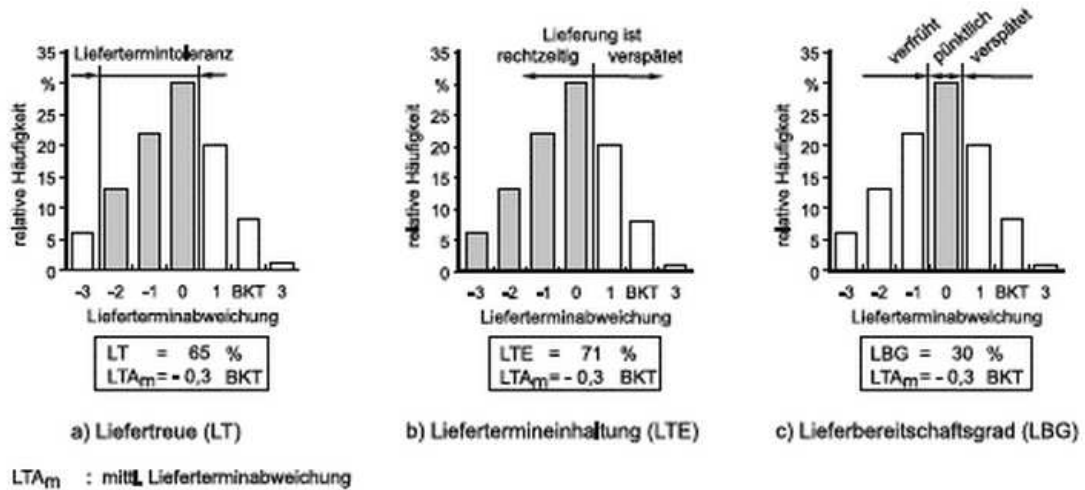 35
%
25
20
15
10
5
0
relative Häufigkeit
Liefertermintoleranz
-3 -2 -1 0 1 BKT 3
Lieferterminabweichung
LT = 65 %
LTAm = - 0,3 BKT
a) Liefertreue (LT)
35
%
25
20
15
10
5
0
relative Häufigkeit
Lieferung ist
rechtzeitig verspätet
-3 -2 -1 0 1 BKT 3
Lieferterminabweichung
LTE = 71 %
LTAm = - 0,3 BKT
b) Liefertermineinhaltung (LTE)
35
%
25
20
15
10
5
0
relative Häufigkeit
verfrüht
pünktlich
verspätet
-3 -2 -1 0 1 BKT 3
Lieferterminabweichung
LBG = 30 %
LTAm = - 0,3 BKT
c) Lieferbereitschaftsgrad (LBG)
LTAm : mittl. Lieferterminabweichung